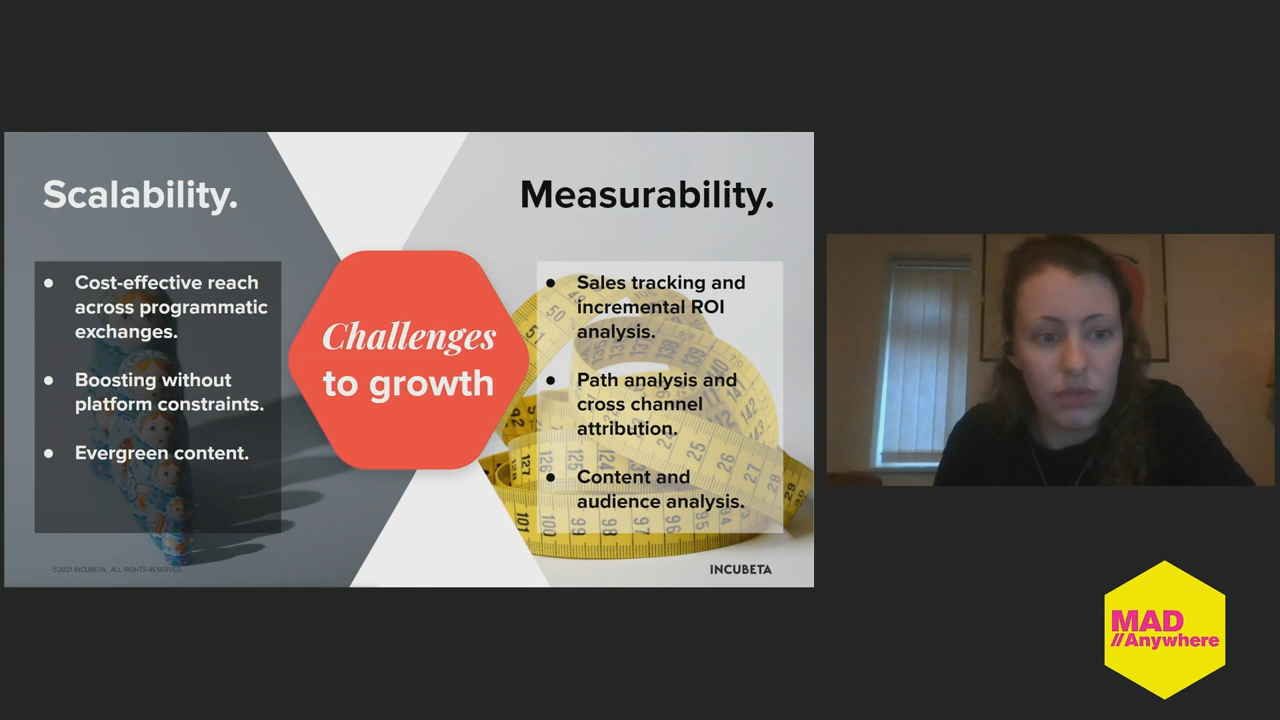 Scalability.
Cost-effective reach
across programmatic
exchanges.
Boosting without
platform constraints.
Evergreen content.
Challenges
to growth
Measurability.
Sales tracking and
incremental ROI
analysis.
Path analysis and
cross channel
attribution.
Content and
audience analysis.
©2021 INCUBETA. ALL RIGHTS RESERVED.
INCUBETA
MAD
//Anywhere